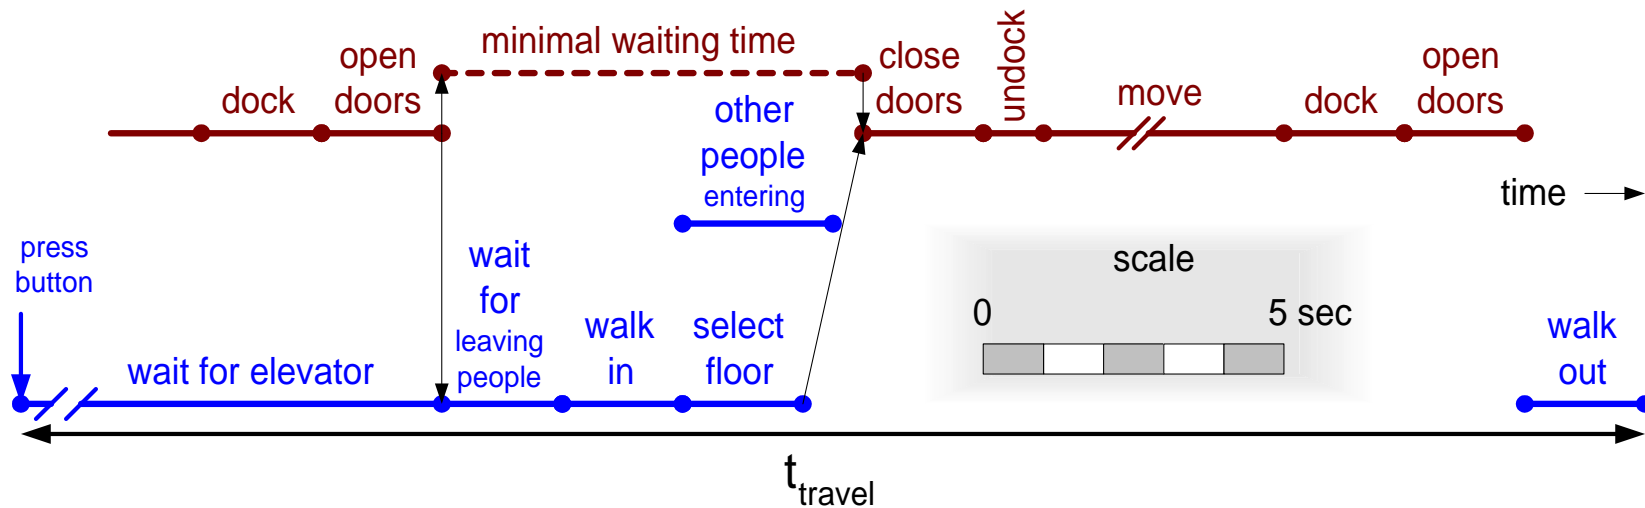 open
doors
dock
minimal waiting time
close
doors
undock
move
dock
open
doors
other
people
entering
time
press
button
wait
for
leaving
people
scale
0
5 sec
wait for elevator
walk
in
select
floor
walk
out
t travel